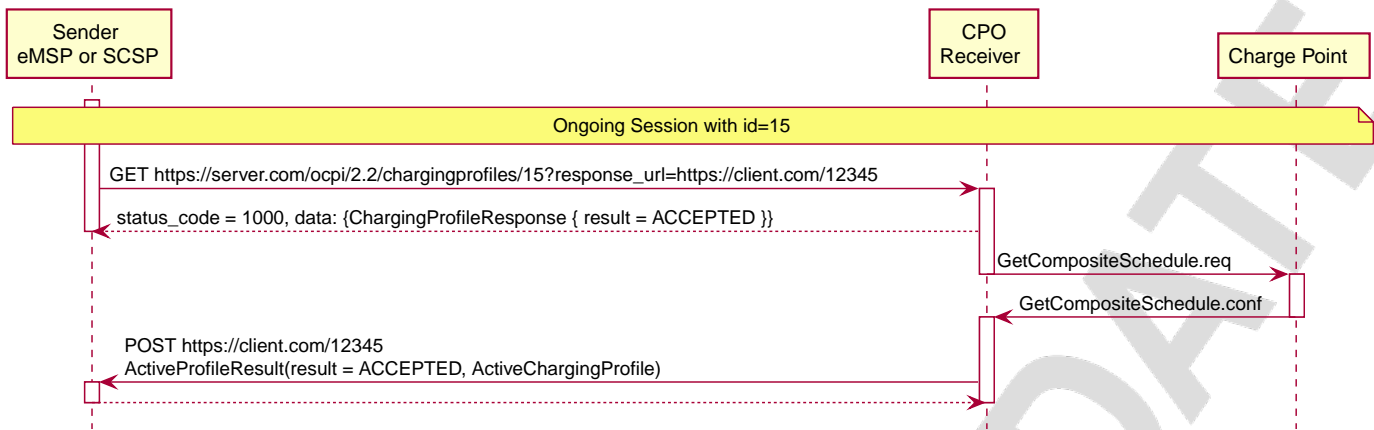 Sender
eMSP or SCSP
CPO
Receiver
Charge Point
Ongoing Session with id=15
GET https://server.com/ocpi/2.2/chargingprofiles/15?response_url=https://client.com/12345
status_code = 1000, data: {ChargingProfileResponse { result = ACCEPTED }}
GetCompositeSchedule.req
GetCompositeSchedule.conf
POST https://client.com/12345
ActiveProfileResult(result = ACCEPTED, ActiveChargingProfile)